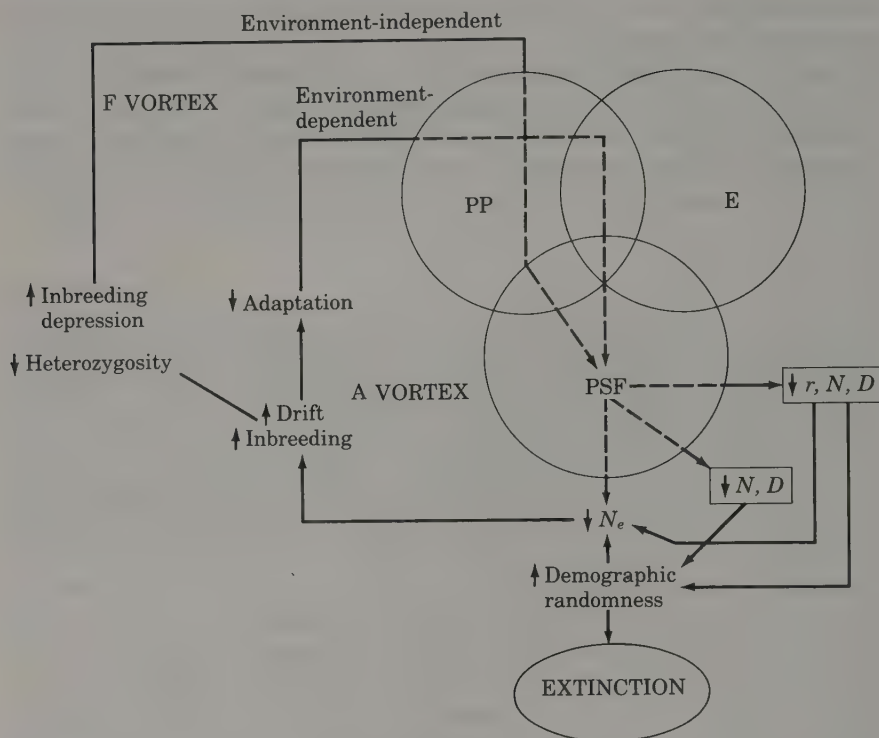 Environment-independent
F VORTEX
Environment-
dependent
PP
E
↑ Inbreeding
depression
↓ Adaptation
↓ Heterozygosity
A VORTEX
PSF
↓ r, N, D
↑ Drift
↑ Inbreeding
↓ N, D
↓ Nₑ
↑ Demographic
randomness
EXTINCTION